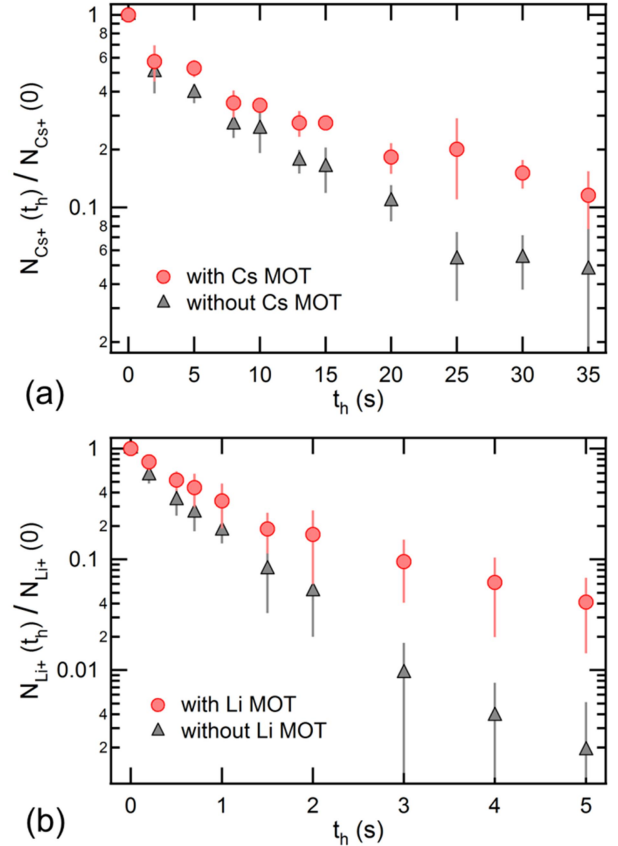 1
8
6
4
2
0.1
8
6
4
2
N_Cs+ (t_h) / N_Cs+ (0)
with Cs MOT
without Cs MOT
0 5 10 15 20 25 30 35
t_h (s)
(a)
1
6
4
2
0.1
6
4
2
0.01
6
4
2
N_Li+ (t_h) / N_Li+ (0)
with Li MOT
without Li MOT
0 1 2 3 4 5
t_h (s)
(b)